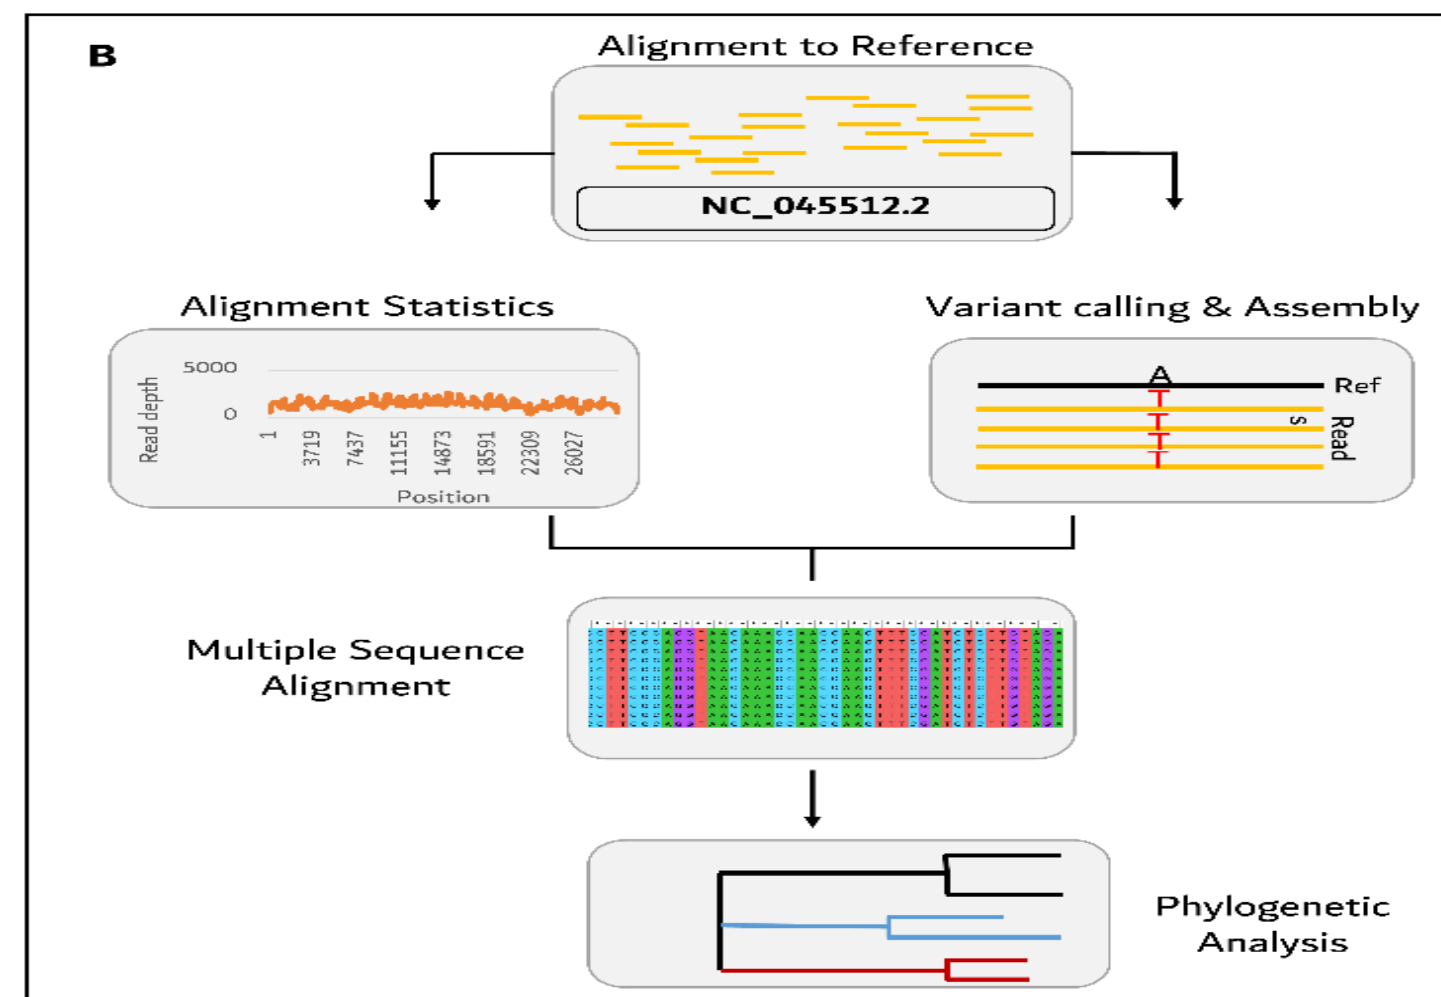 B
Alignment to Reference
NC_045512.2
Alignment Statistics
Read depth
5000
0
1
3719
7437
11155
14873
18591
22309
26027
Position
Variant calling & Assembly
A
Ref
T
T
T
T
Read
s
Multiple Sequence
Alignment
Phylogenetic
Analysis